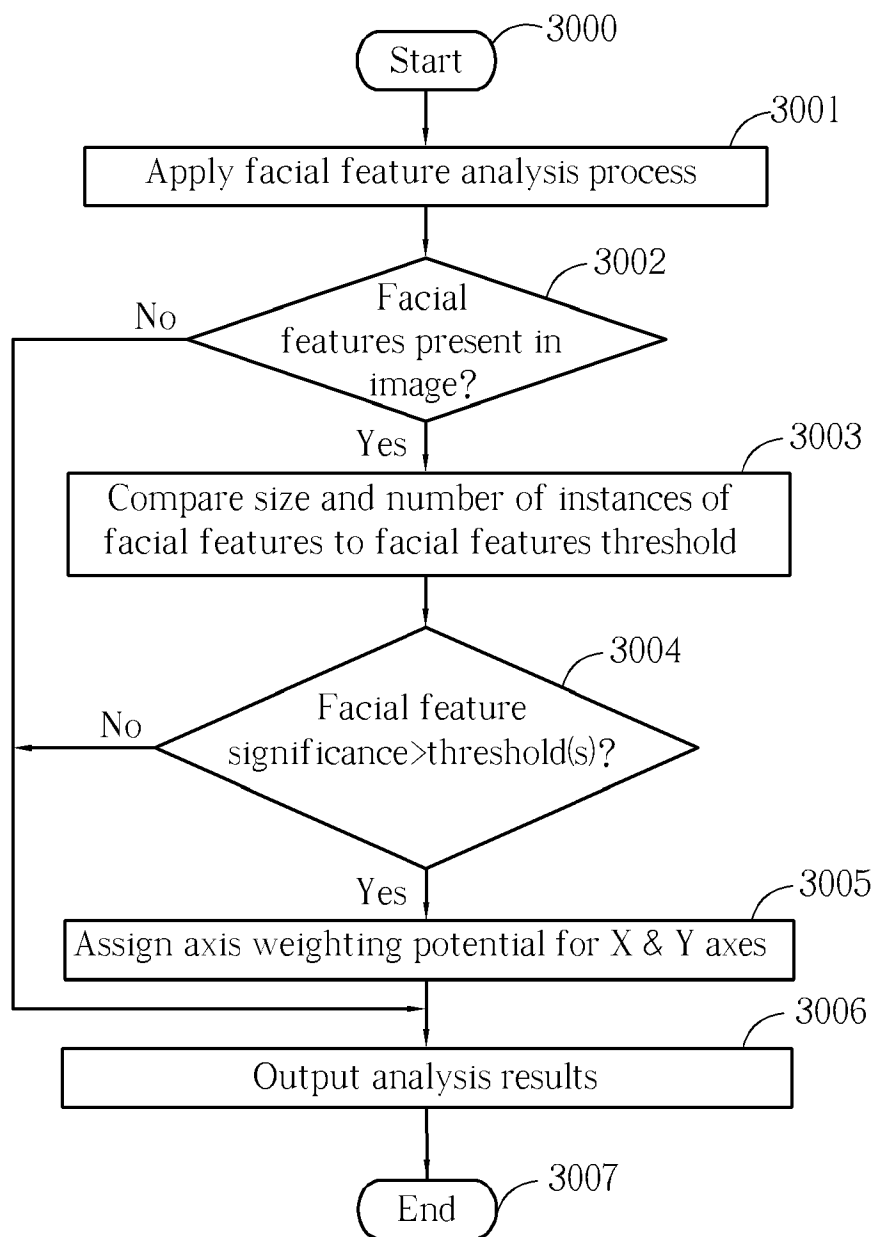 3000
Start
3001
Apply facial feature analysis process
3002
Facial
features present in
image?
No
Yes
3003
Compare size and number of instances of
facial features to facial features threshold
3004
Facial feature
significance>threshold(s)?
No
Yes
3005
Assign axis weighting potential for X & Y axes
3006
Output analysis results
3007
End